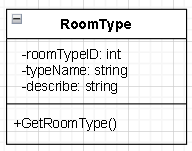 RoomType
-roomTypeID: int
-typeName: string
-describe: string
+GetRoomType()